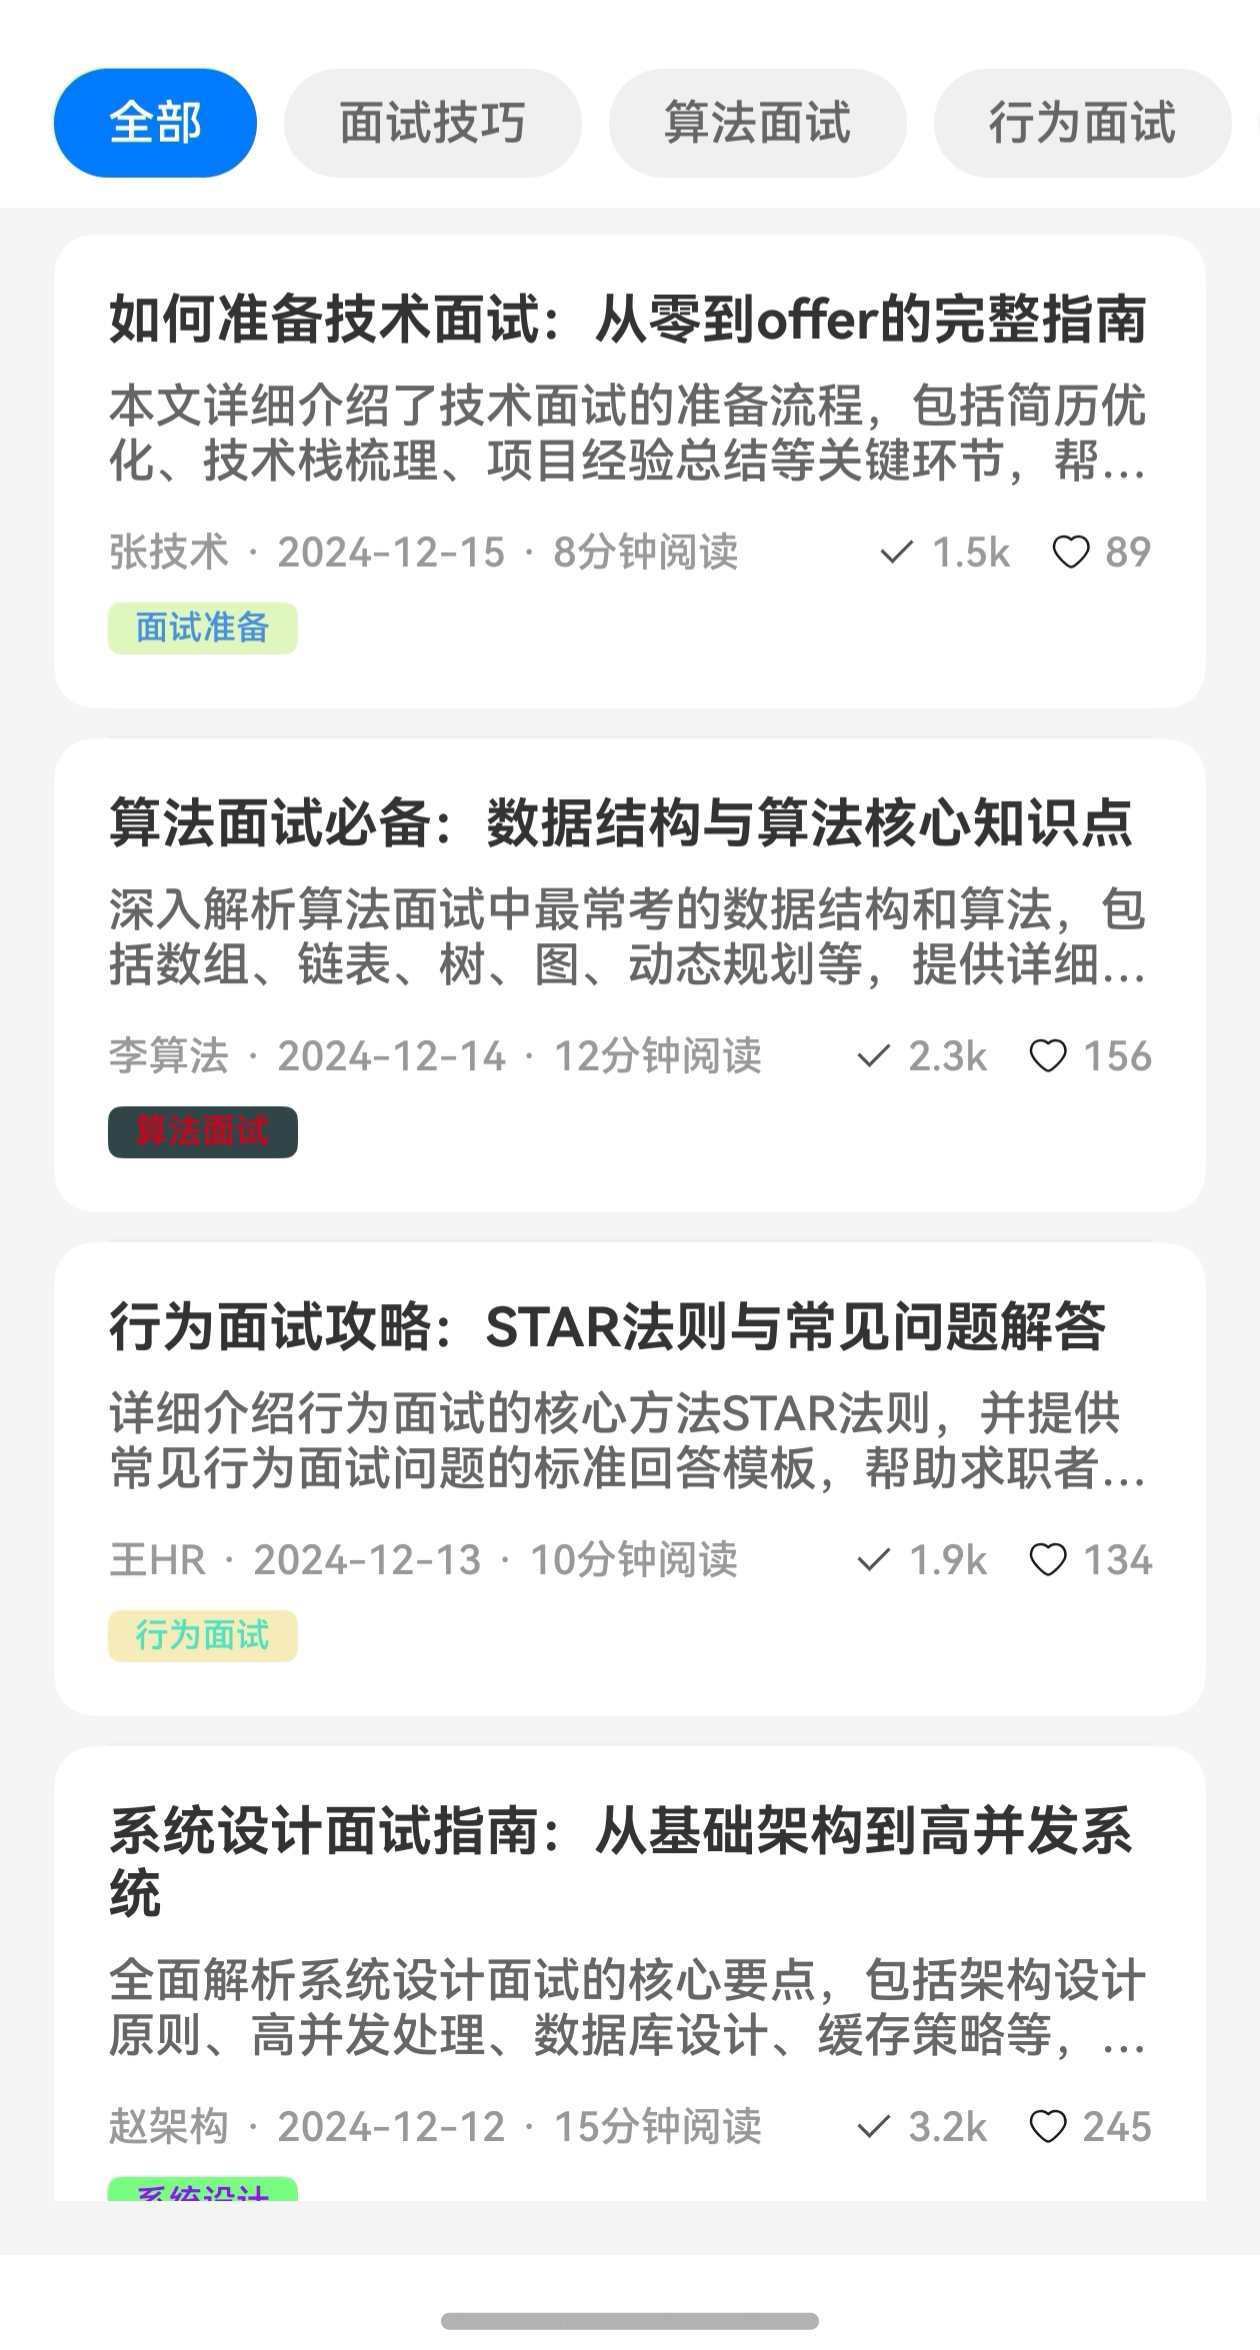 全部 面试技巧 算法面试 行为面试
如何准备技术面试：从零到offer的完整指南
本文详细介绍了技术面试的准备流程，包括简历优
化、技术栈梳理、项目经验总结等关键环节，帮...
张技术 · 2024-12-15 · 8分钟阅读 1.5k 89
面试准备
算法面试必备：数据结构与算法核心知识点
深入解析算法面试中最常考的数据结构和算法，包
括数组、链表、树、图、动态规划等，提供详细...
李算法 · 2024-12-14 · 12分钟阅读 2.3k 156
算法面试
行为面试攻略：STAR法则与常见问题解答
详细介绍行为面试的核心方法STAR法则，并提供
常见行为面试问题的标准回答模板，帮助求职者...
王HR · 2024-12-13 · 10分钟阅读 1.9k 134
行为面试
系统设计面试指南：从基础架构到高并发系
统
全面解析系统设计面试的核心要点，包括架构设计
原则、高并发处理、数据库设计、缓存策略等，...
赵架构 · 2024-12-12 · 15分钟阅读 3.2k 245
系统设计